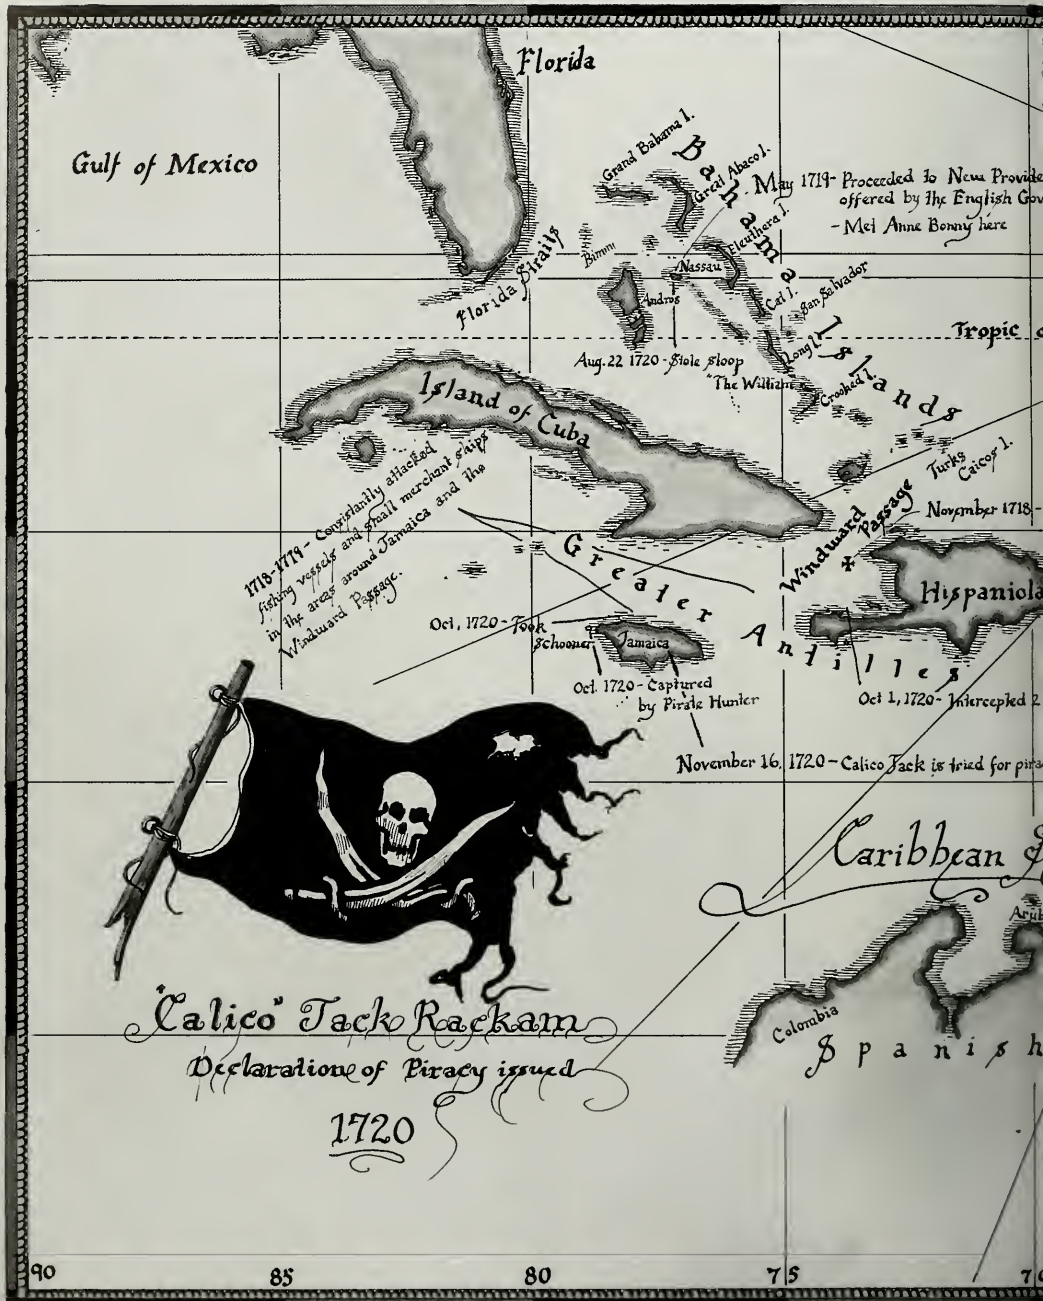 Florida
Gulf of Mexico
Grand Bahama I.
Great Abaco I.
Bahama Islands
May 1719- Proceeded to New Provide
offered by the English Gov
- Met Anne Bonny here
Eleuthera I.
Florida Straits
Bimini
Nassau
Andros
Cat I.
San Salvador
Tropic
Long I.
Aug. 22 1720 - Stole sloop
"The William
Crooked I.
Island of Cuba
Turks
Caicos I.
Windward
Passage
November 1718-
1718-1719 - Consistantly attacked
fishing vessels and small merchant ships
in the areas around Jamaica and the
Windward Passage.
Greater Antilles
Hispaniola
Oct, 1720 - Took
Schooner
Jamaica
Oct. 1720 - Captured
by Pirate Hunter
Oct 1, 1720 - Intercepted 2
November 16, 1720 - Calico Jack is tried for pira
Caribbean S
Aruba
Colombia
Spanish
"Calico" Jack Rackam
Declaratione of Piracy issued
1720
90 85 80 75 70